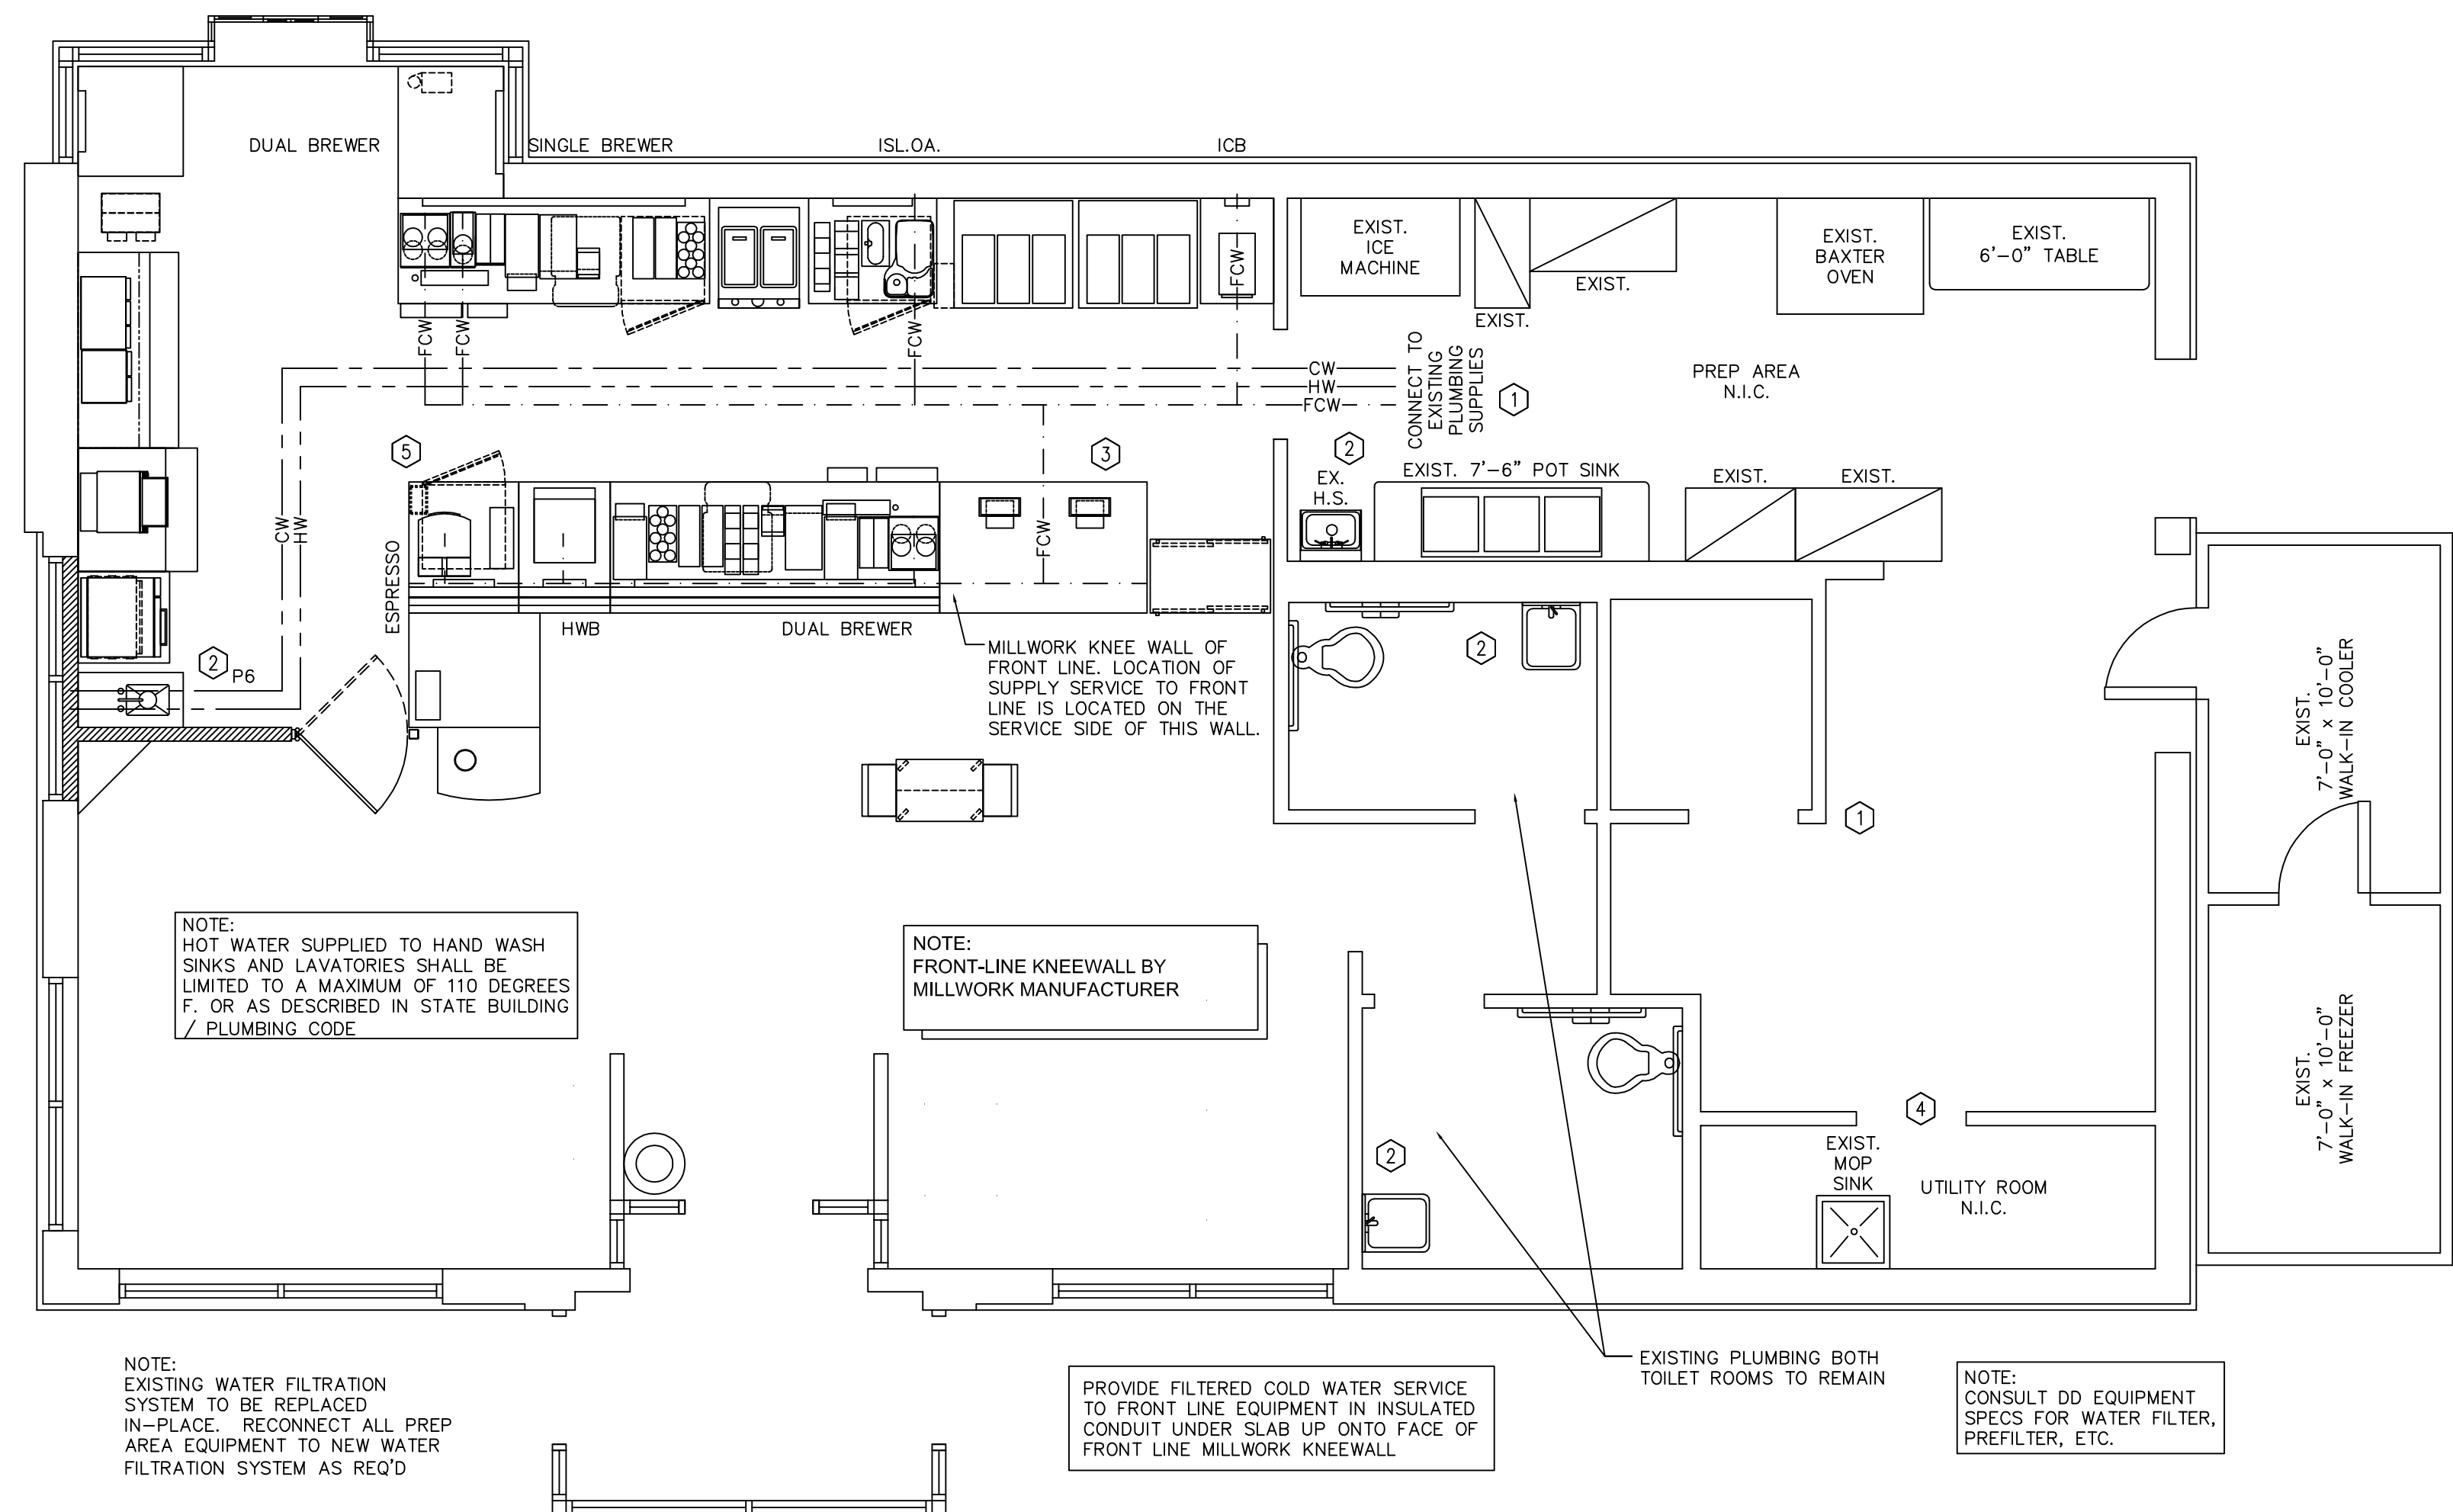 DUAL BREWER
SINGLE BREWER
ISL.OA.
ICB
FCW
FCW
FCW
FCW
EXIST.
ICE
MACHINE
EXIST.
EXIST.
EXIST.
BAXTER
OVEN
EXIST.
6'-0" TABLE
CW
HW
FCW
CONNECT TO
EXISTING
PLUMBING
SUPPLIES
1
PREP AREA
N.I.C.
5
3
2
EX.
H.S.
EXIST. 7'-6" POT SINK
EXIST.
EXIST.
CW
HW
FCW
ESPRESSO
HWB
DUAL BREWER
2
P6
MILLWORK KNEE WALL OF
FRONT LINE. LOCATION OF
SUPPLY SERVICE TO FRONT
LINE IS LOCATED ON THE
SERVICE SIDE OF THIS WALL.
2
EXIST.
7'-0" x 10'-0"
WALK-IN COOLER
1
NOTE:
HOT WATER SUPPLIED TO HAND WASH
SINKS AND LAVATORIES SHALL BE
LIMITED TO A MAXIMUM OF 110 DEGREES
F. OR AS DESCRIBED IN STATE BUILDING
/ PLUMBING CODE
NOTE:
FRONT-LINE KNEEWALL BY
MILLWORK MANUFACTURER
EXIST.
7'-0" x 10'-0"
WALK-IN FREEZER
4
2
EXIST.
MOP
SINK
UTILITY ROOM
N.I.C.
NOTE:
EXISTING WATER FILTRATION
SYSTEM TO BE REPLACED
IN-PLACE. RECONNECT ALL PREP
AREA EQUIPMENT TO NEW WATER
FILTRATION SYSTEM AS REQ'D
PROVIDE FILTERED COLD WATER SERVICE
TO FRONT LINE EQUIPMENT IN INSULATED
CONDUIT UNDER SLAB UP ONTO FACE OF
FRONT LINE MILLWORK KNEEWALL
EXISTING PLUMBING BOTH
TOILET ROOMS TO REMAIN
NOTE:
CONSULT DD EQUIPMENT
SPECS FOR WATER FILTER,
PREFILTER, ETC.